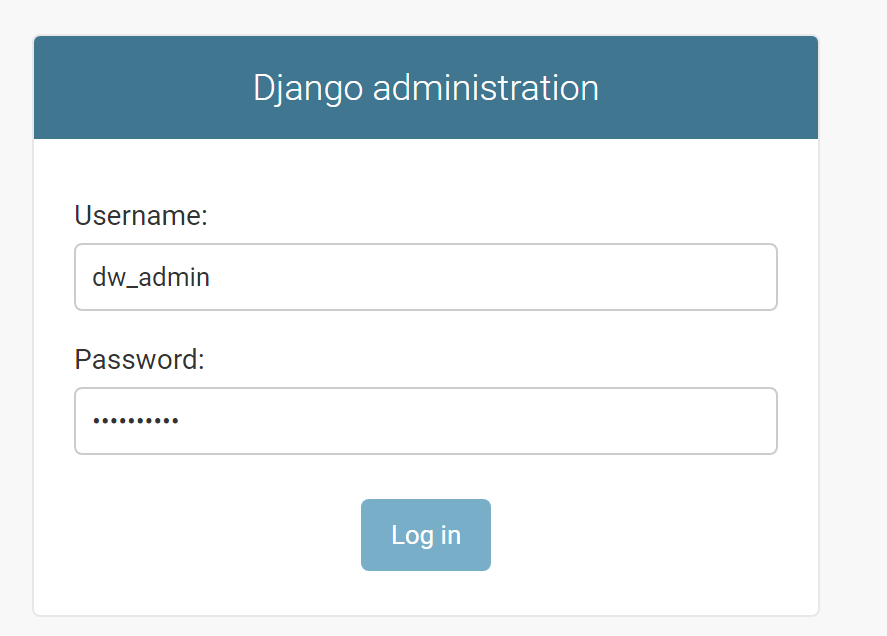 Django administration
Username:
dw_admin
Password:
••••••••••
Log in